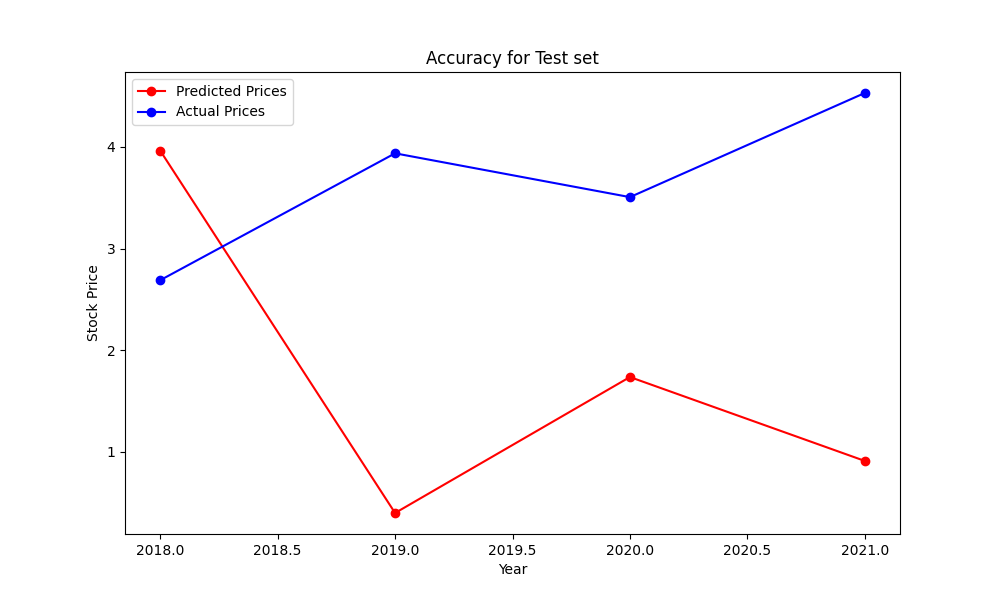 Accuracy for Test set
Predicted Prices
Actual Prices
4
3
2
1
Stock Price
2018.0 2018.5 2019.0 2019.5 2020.0 2020.5 2021.0
Year